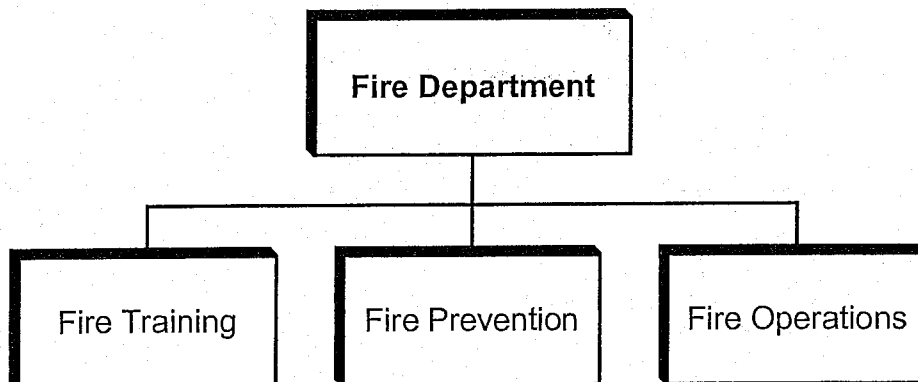 Fire Department
Fire Training
Fire Prevention
Fire Operations